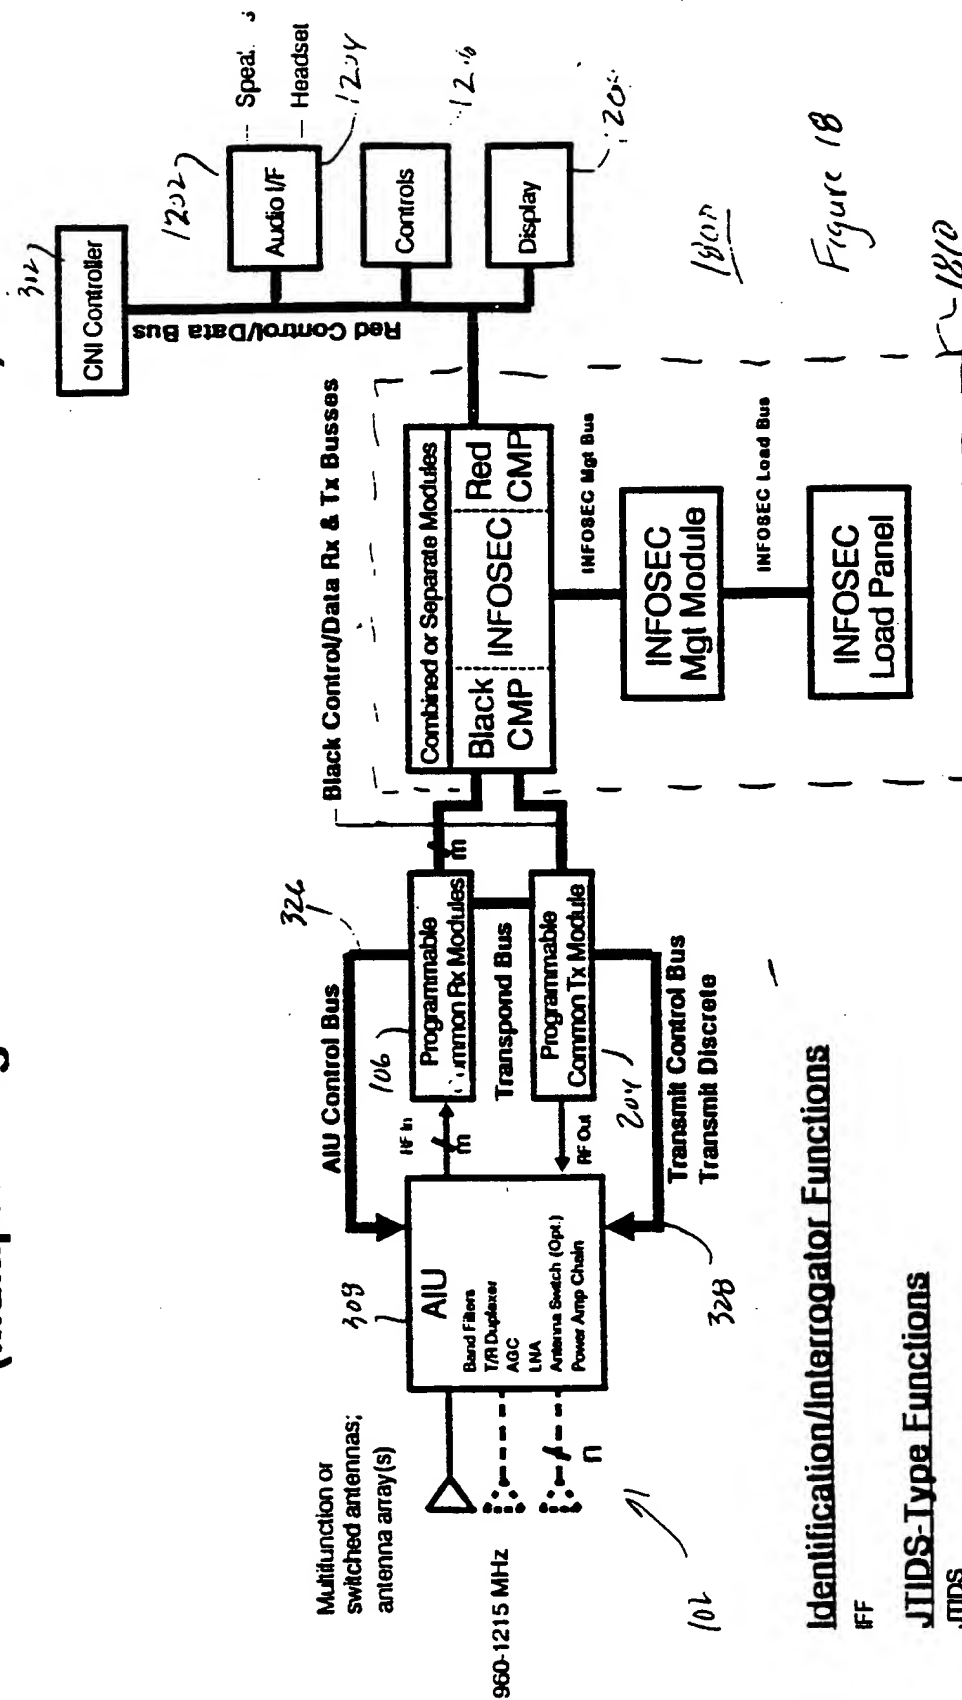 Multifunction or
switched antennas;
antenna array(s)
960-1215 MHz
n
102
309
AIU
Band Filters
T/R Duplexer
AGC
LNA
Antenna Switch (Opt.)
Power Amp Chain
AIU Control Bus
326
RF In
m
106
Programmable
Common Rx Modules
Transpond Bus
Programmable
Common Tx Module
RF Out
204
Transmit Control Bus
Transmit Discrete
328
m
Black Control/Data Rx & Tx Busses
Combined or Separate Modules
Black
CMP
INFOSEC
Red
CMP
INFOSEC Mgt Bus
INFOSEC
Mgt Module
INFOSEC Load Bus
INFOSEC
Load Panel
1810
Red Control/Data Bus
CNI Controller
312
1202
Audio I/F
Headset
1204
Controls
Display
Figure 18
Identification/Interrogator Functions
IFF
JTIDS-Type Functions
JTIDS